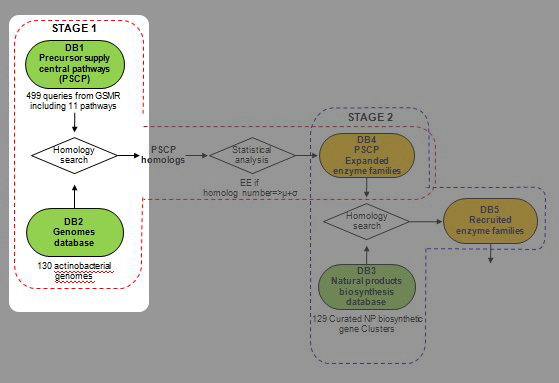 STAGE 1
DB1
Precursor supply
central pathways
(PSCP)
499 queries from GSMR
including 11 pathways
Homology
search
DB2
Genomes
database
130 actinobacterial
genomes
PSCP
homologs
Statistical
analysis
EE if
homolog number=>μ+σ
STAGE 2
DB4
PSCP
Expanded
enzyme families
Homology
search
DB3
Natural products
biosynthesis
database
129 Curated NP biosynthetic
gene Clusters
DB5
Recruited
enzyme families